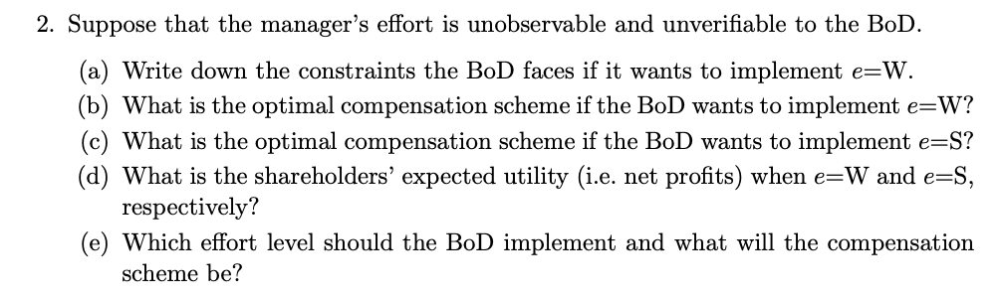 2. Suppose that the manager's effort is unobservable and unverifiable to the BoD.
(a) Write down the constraints the BoD faces if it wants to implement e=W.
(b) What is the optimal compensation scheme if the BoD wants to implement e=W?
(c) What is the optimal compensation scheme if the BoD wants to implement e=S?
(d) What is the shareholders' expected utility (i.e. net profits) when e=W and e=S,
respectively?
(e) Which effort level should the BoD implement and what will the compensation
scheme be?